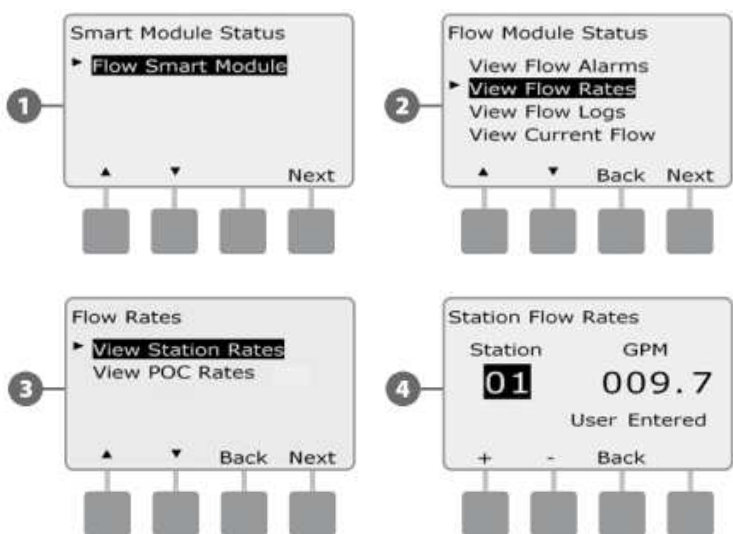 1
Smart Module Status
► Flow Smart Module
▲ ▼ Next
2
Flow Module Status
View Flow Alarms
► View Flow Rates
View Flow Logs
View Current Flow
▲ ▼ Back Next
3
Flow Rates
► View Station Rates
View POC Rates
▲ ▼ Back Next
4
Station Flow Rates
Station GPM
01 009.7
User Entered
+ - Back